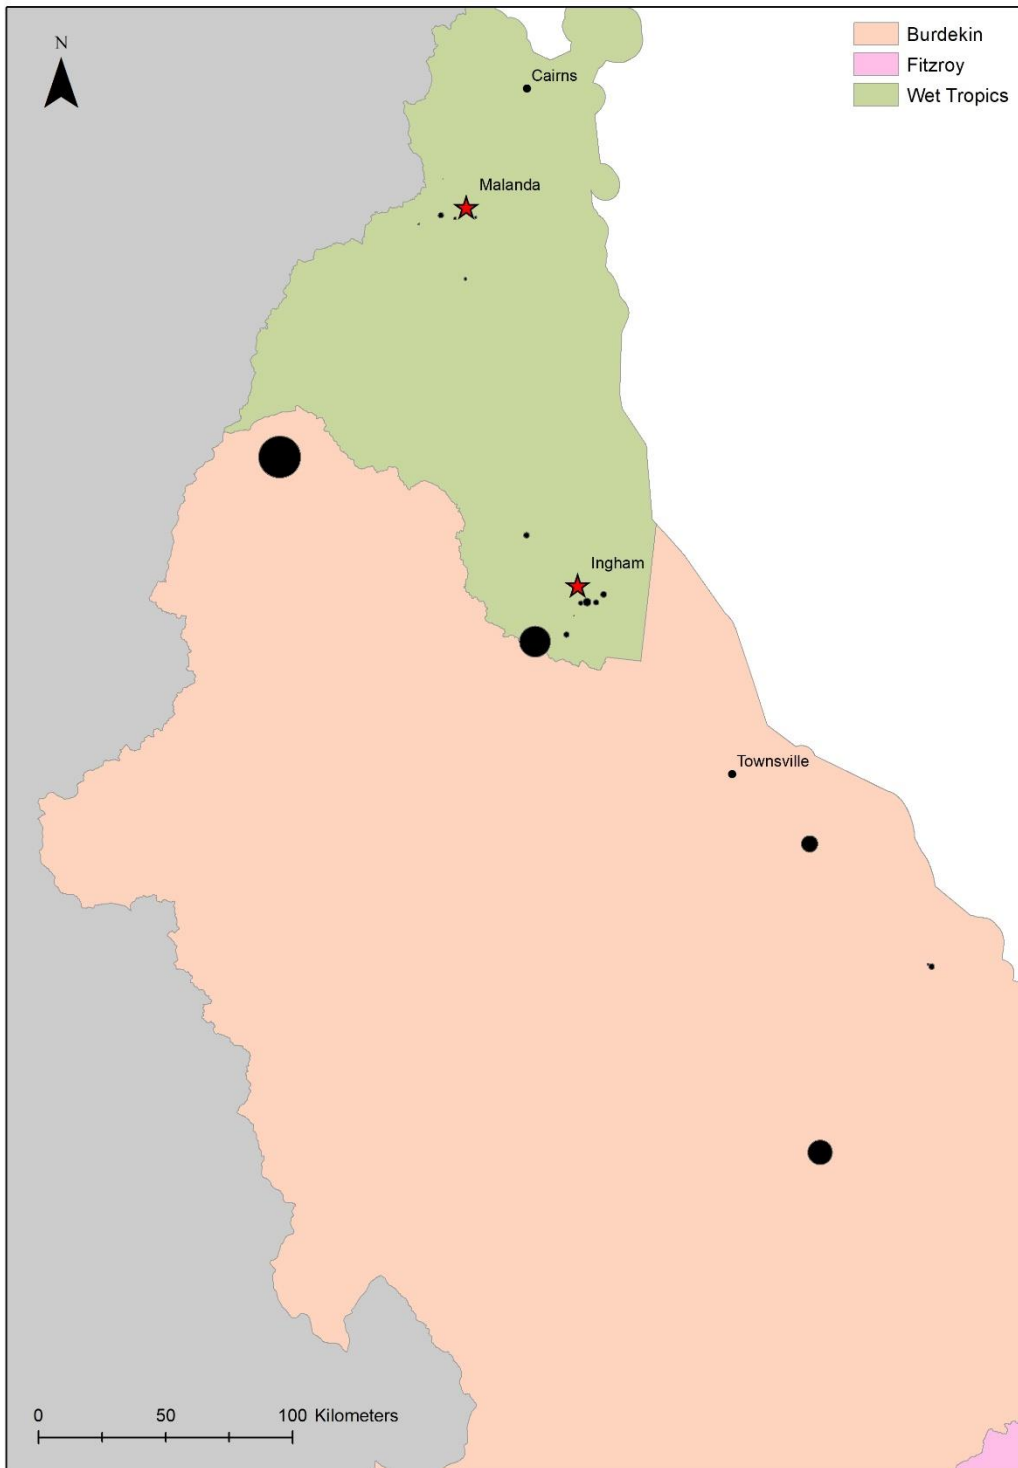 N
Burdekin
Fitzroy
Wet Tropics
Cairns
Malanda
Ingham
Townsville
0 50 100 Kilometers